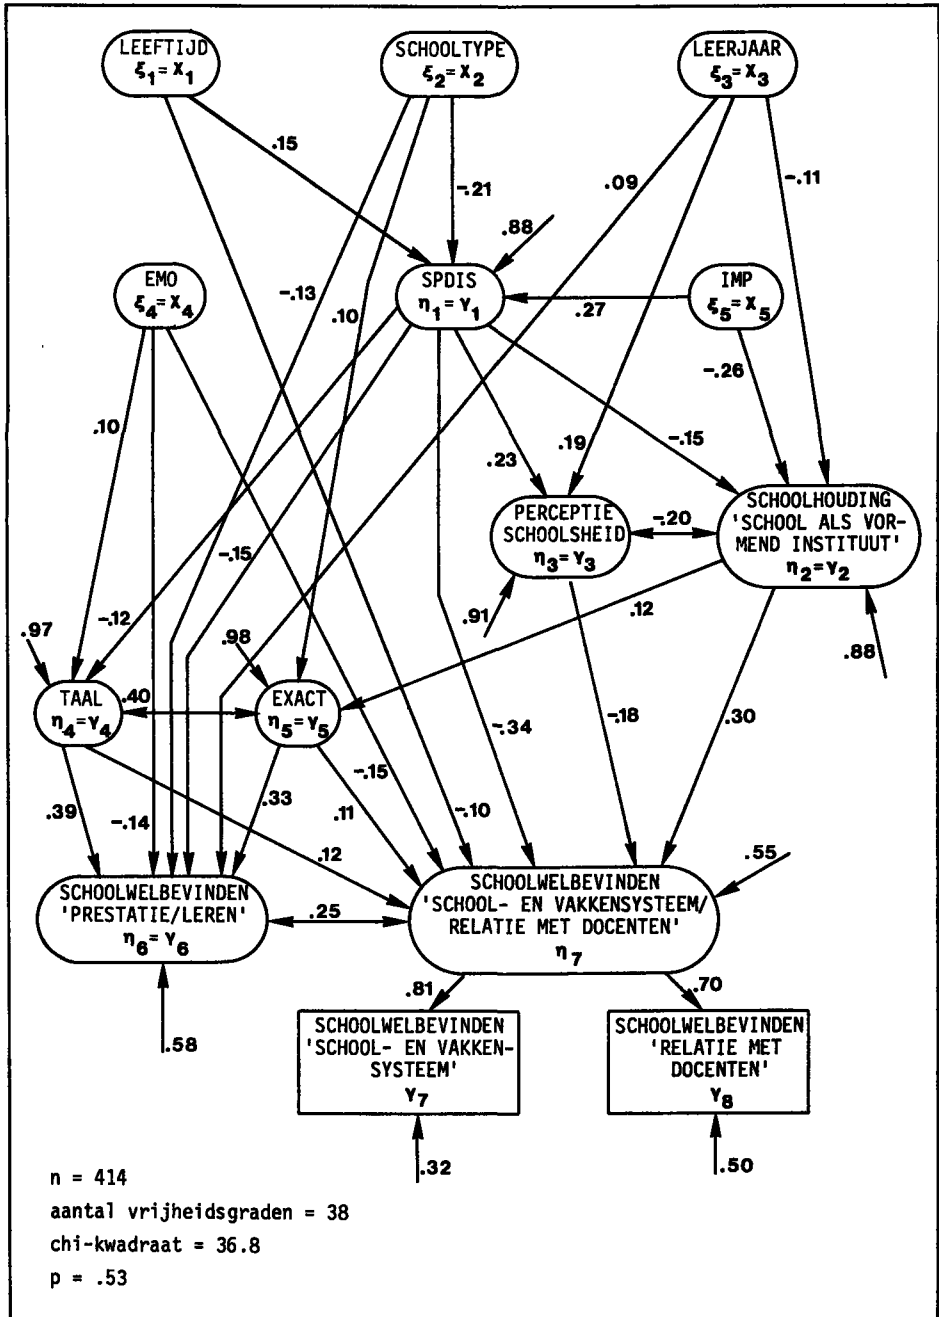 LEEFTIJD
ξ1 = X1
SCHOOLTYPE
ξ2 = X2
LEERJAAR
ξ3 = X3
.15
-.21
.09
-.11
.88
EMO
ξ4 = X4
-.13
.10
SPDIS
η1 = Y1
.27
IMP
ξ5 = X5
-.26
.10
.23
.19
-.15
SCHOOLHOUDING
'SCHOOL ALS VOR-
MEND INSTITUUT'
η2 = Y2
PERCEPTIE
SCHOOLSHEID
η3 = Y3
-.20
-.15
-.12
.91
.12
.88
.97
.98
TAAL
η4 = Y4
.40
EXACT
η5 = Y5
-.34
-.18
.30
.39
-.14
.33
-.15
.11
-.10
.12
.55
SCHOOLWELBEVINDEN
'PRESTATIE/LEREN'
η6 = Y6
.25
SCHOOLWELBEVINDEN
'SCHOOL- EN VAKKENSYSTEEM/
RELATIE MET DOCENTEN'
η7
.58
.81
.70
SCHOOLWELBEVINDEN
'SCHOOL- EN VAKKEN-
SYSTEEM'
Y7
SCHOOLWELBEVINDEN
'RELATIE MET
DOCENTEN'
Y8
.32
.50
n = 414
aantal vrijheidsgraden = 38
chi-kwadraat = 36.8
p = .53